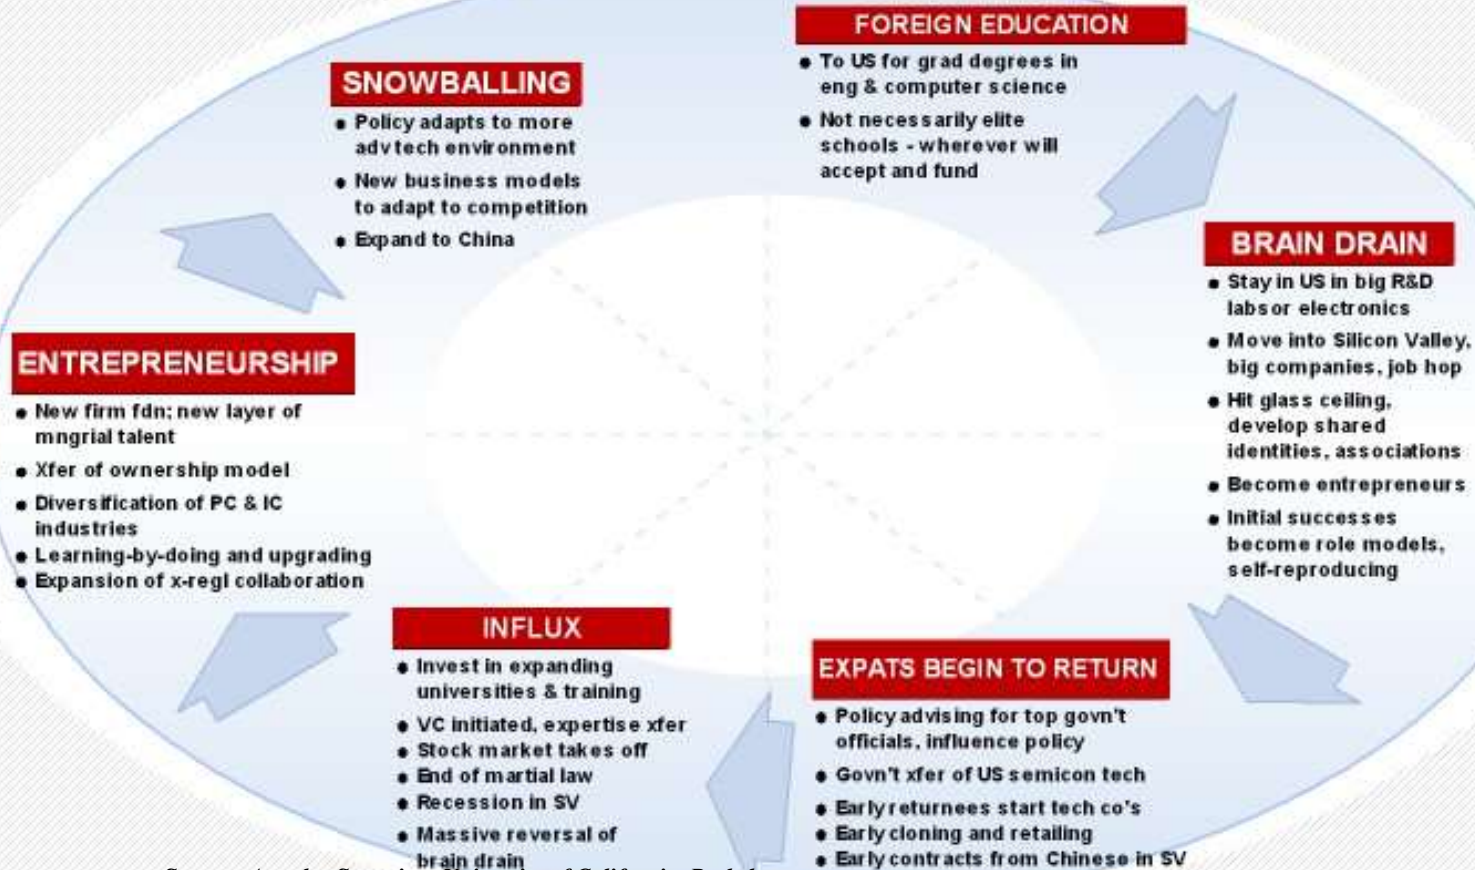 FOREIGN EDUCATION
• To US for grad degrees in
eng & computer science
• Not necessarily elite
schools - wherever will
accept and fund
BRAIN DRAIN
• Stay in US in big R&D
labs or electronics
• Move into Silicon Valley,
big companies, job hop
• Hit glass ceiling,
develop shared
identities, associations
• Become entrepreneurs
• Initial successes
become role models,
self-reproducing
EXPATS BEGIN TO RETURN
• Policy advising for top govn't
officials, influence policy
• Govn't xfer of US semicon tech
• Early returnees start tech co's
• Early cloning and retailing
• Early contracts from Chinese in SV
INFLUX
• Invest in expanding
universities & training
• VC initiated, expertise xfer
• Stock market takes off
• End of martial law
• Recession in SV
• Massive reversal of
brain drain
ENTREPRENEURSHIP
• New firm fdn; new layer of
mngrial talent
• Xfer of ownership model
• Diversification of PC & IC
industries
• Learning-by-doing and upgrading
• Expansion of x-regl collaboration
SNOWBALLING
• Policy adapts to more
adv tech environment
• New business models
to adapt to competition
• Expand to China